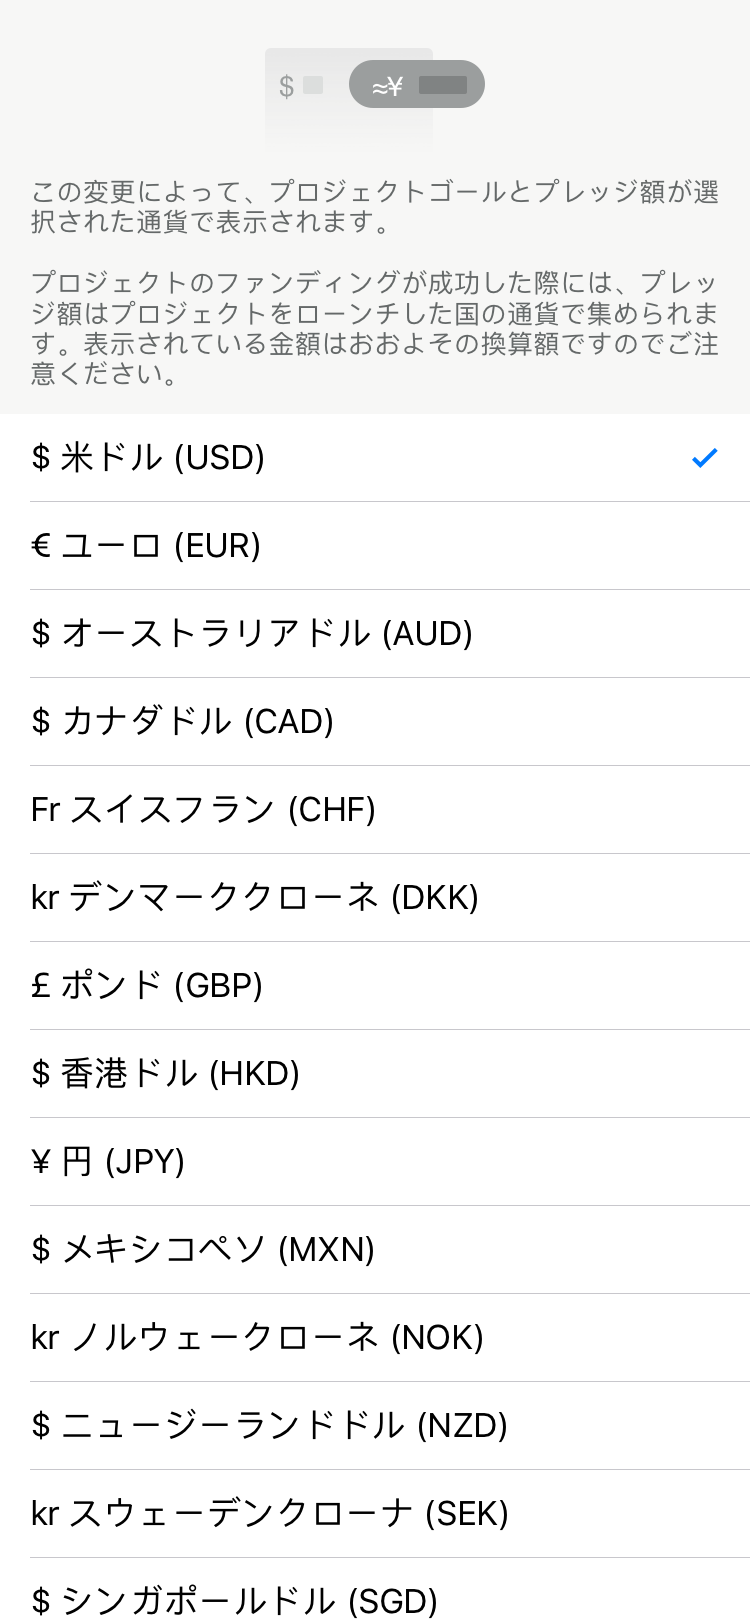 $ ≈¥
この変更によって、プロジェクトゴールとプレッジ額が選
択された通貨で表示されます。
プロジェクトのファンディングが成功した際には、プレッ
ジ額はプロジェクトをローンチした国の通貨で集められま
す。表示されている金額はおおよその換算額ですのでご注
意ください。
$ 米ドル (USD)
€ ユーロ (EUR)
$ オーストラリアドル (AUD)
$ カナダドル (CAD)
Fr スイスフラン (CHF)
kr デンマーククローネ (DKK)
£ ポンド (GBP)
$ 香港ドル (HKD)
¥ 円 (JPY)
$ メキシコペソ (MXN)
kr ノルウェークローネ (NOK)
$ ニュージーランドドル (NZD)
kr スウェーデンクローナ (SEK)
$ シンガポールドル (SGD)